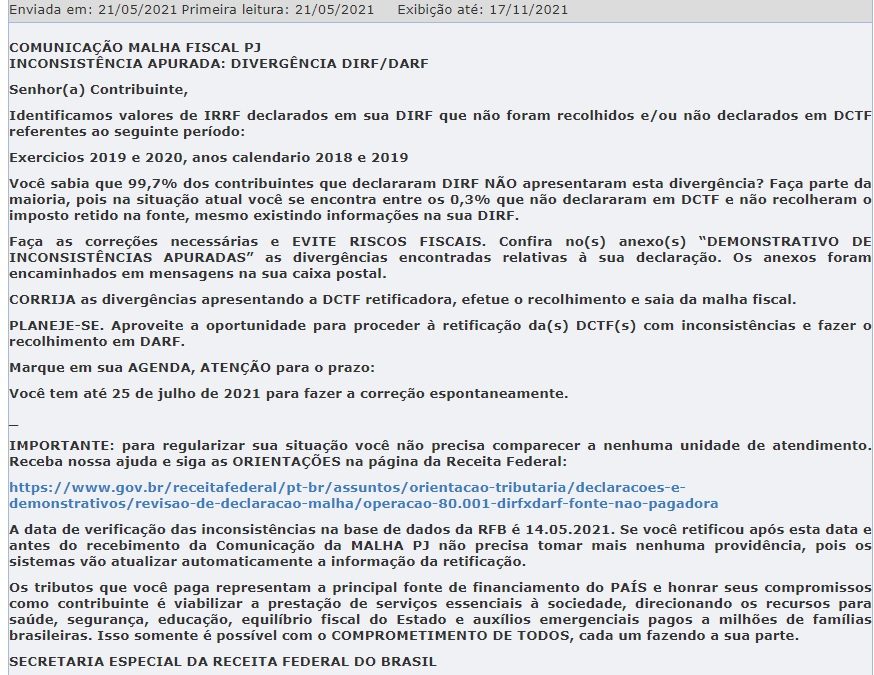 Enviada em: 21/05/2021 Primeira leitura: 21/05/2021 Exibição até: 17/11/2021
COMUNICAÇÃO MALHA FISCAL PJ
INCONSISTÊNCIA APURADA: DIVERGÊNCIA DIRF/DARF
Senhor(a) Contribuinte,
Identificamos valores de IRRF declarados em sua DIRF que não foram recolhidos e/ou não declarados em DCTF
referentes ao seguinte período:
Exercicios 2019 e 2020, anos calendario 2018 e 2019
Você sabia que 99,7% dos contribuintes que declararam DIRF NÃO apresentaram esta divergência? Faça parte da
maioria, pois na situação atual você se encontra entre os 0,3% que não declararam em DCTF e não recolheram o
imposto retido na fonte, mesmo existindo informações na sua DIRF.
Faça as correções necessárias e EVITE RISCOS FISCAIS. Confira no(s) anexo(s) “DEMONSTRATIVO DE
INCONSISTÊNCIAS APURADAS” as divergências encontradas relativas à sua declaração. Os anexos foram
encaminhados em mensagens na sua caixa postal.
CORRIJA as divergências apresentando a DCTF retificadora, efetue o recolhimento e saia da malha fiscal.
PLANEJE-SE. Aproveite a oportunidade para proceder à retificação da(s) DCTF(s) com inconsistências e fazer o
recolhimento em DARF.
Marque em sua AGENDA, ATENÇÃO para o prazo:
Você tem até 25 de julho de 2021 para fazer a correção espontaneamente.
_
IMPORTANTE: para regularizar sua situação você não precisa comparecer a nenhuma unidade de atendimento.
Receba nossa ajuda e siga as ORIENTAÇÕES na página da Receita Federal:
https://www.gov.br/receitafederal/pt-br/assuntos/orientacao-tributaria/declaracoes-e-
demonstrativos/revisao-de-declaracao-malha/operacao-80.001-dirfxdarf-fonte-nao-pagadora
A data de verificação das inconsistências na base de dados da RFB é 14.05.2021. Se você retificou após esta data e
antes do recebimento da Comunicação da MALHA PJ não precisa tomar mais nenhuma providência, pois os
sistemas vão atualizar automaticamente a informação da retificação.
Os tributos que você paga representam a principal fonte de financiamento do PAÍS e honrar seus compromissos
como contribuinte é viabilizar a prestação de serviços essenciais à sociedade, direcionando os recursos para
saúde, segurança, educação, equilíbrio fiscal do Estado e auxílios emergenciais pagos a milhões de famílias
brasileiras. Isso somente é possível com o COMPROMETIMENTO DE TODOS, cada um fazendo a sua parte.
SECRETARIA ESPECIAL DA RECEITA FEDERAL DO BRASIL